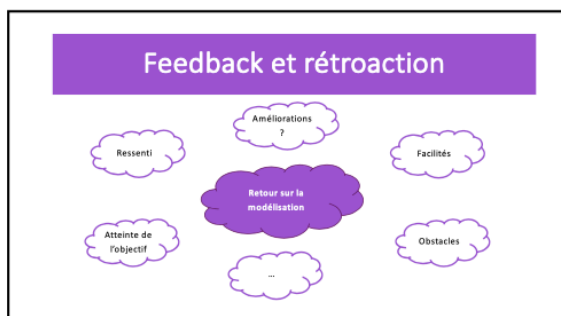 Feedback et rétroaction
Améliorations
?
Ressenti
Facilités
Retour sur la
modélisation
Atteinte de
l'objectif
Obstacles
...